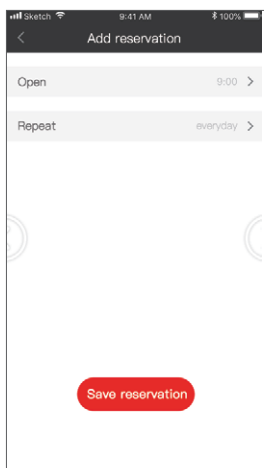 Sketch 9:41 AM 100%
Add reservation
Open 9:00
Repeat everyday
Save reservation